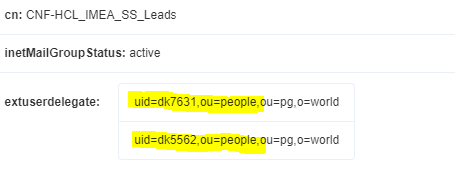 cn: CNF-HCL_IMEA_SS_Leads
inetMailGroupStatus: active
extuserdelegate: uid=dk7631,ou=people,ou=pg,o=world
uid=dk5562,ou=people,ou=pg,o=world